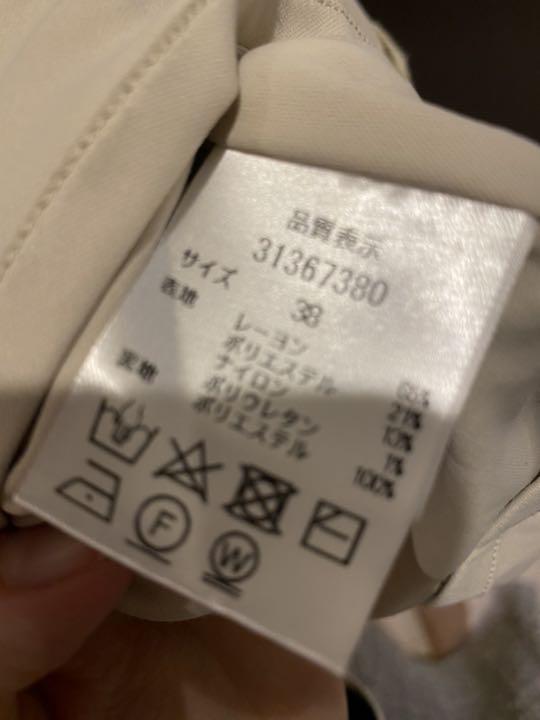 品質表示
31367380
サイズ 38
表地 レーヨン
ポリエステル 21%
ナイロン
ポリウレタン 1%
裏地 ポリエステル 100%
F
W